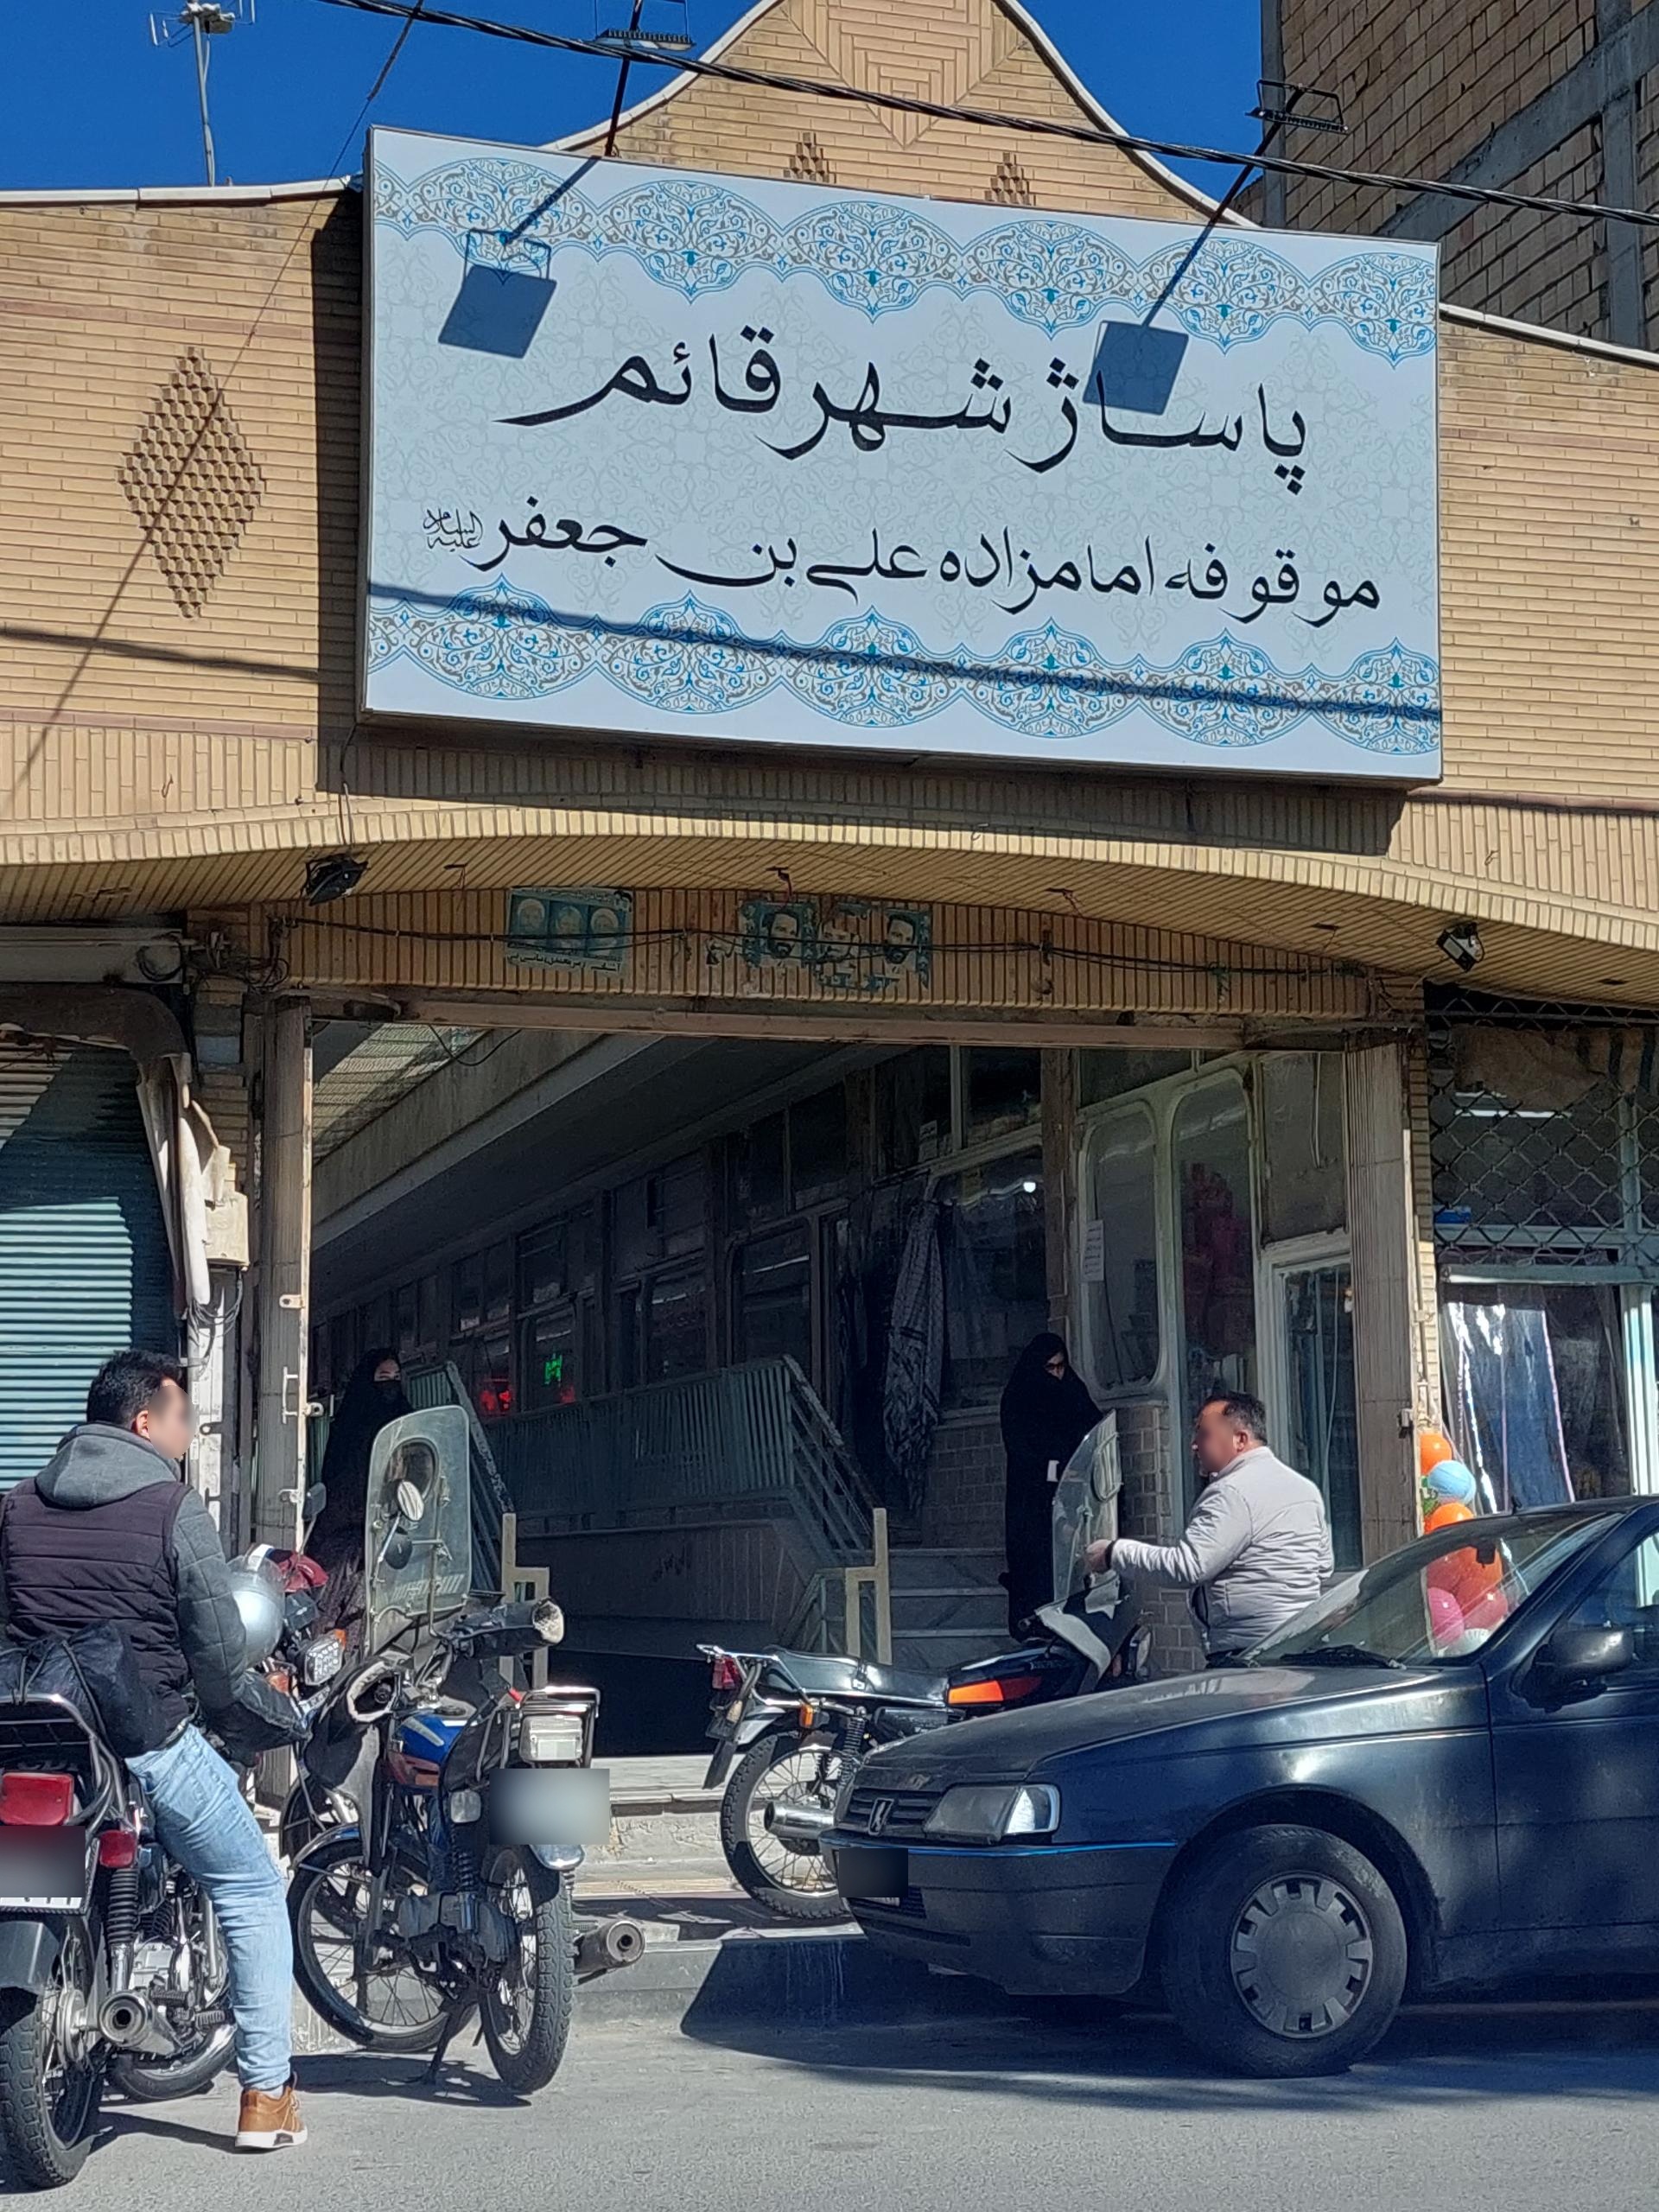 پاساژ شهر قائم
موقوفه امامزاده علی بن جعفر علیه السلام